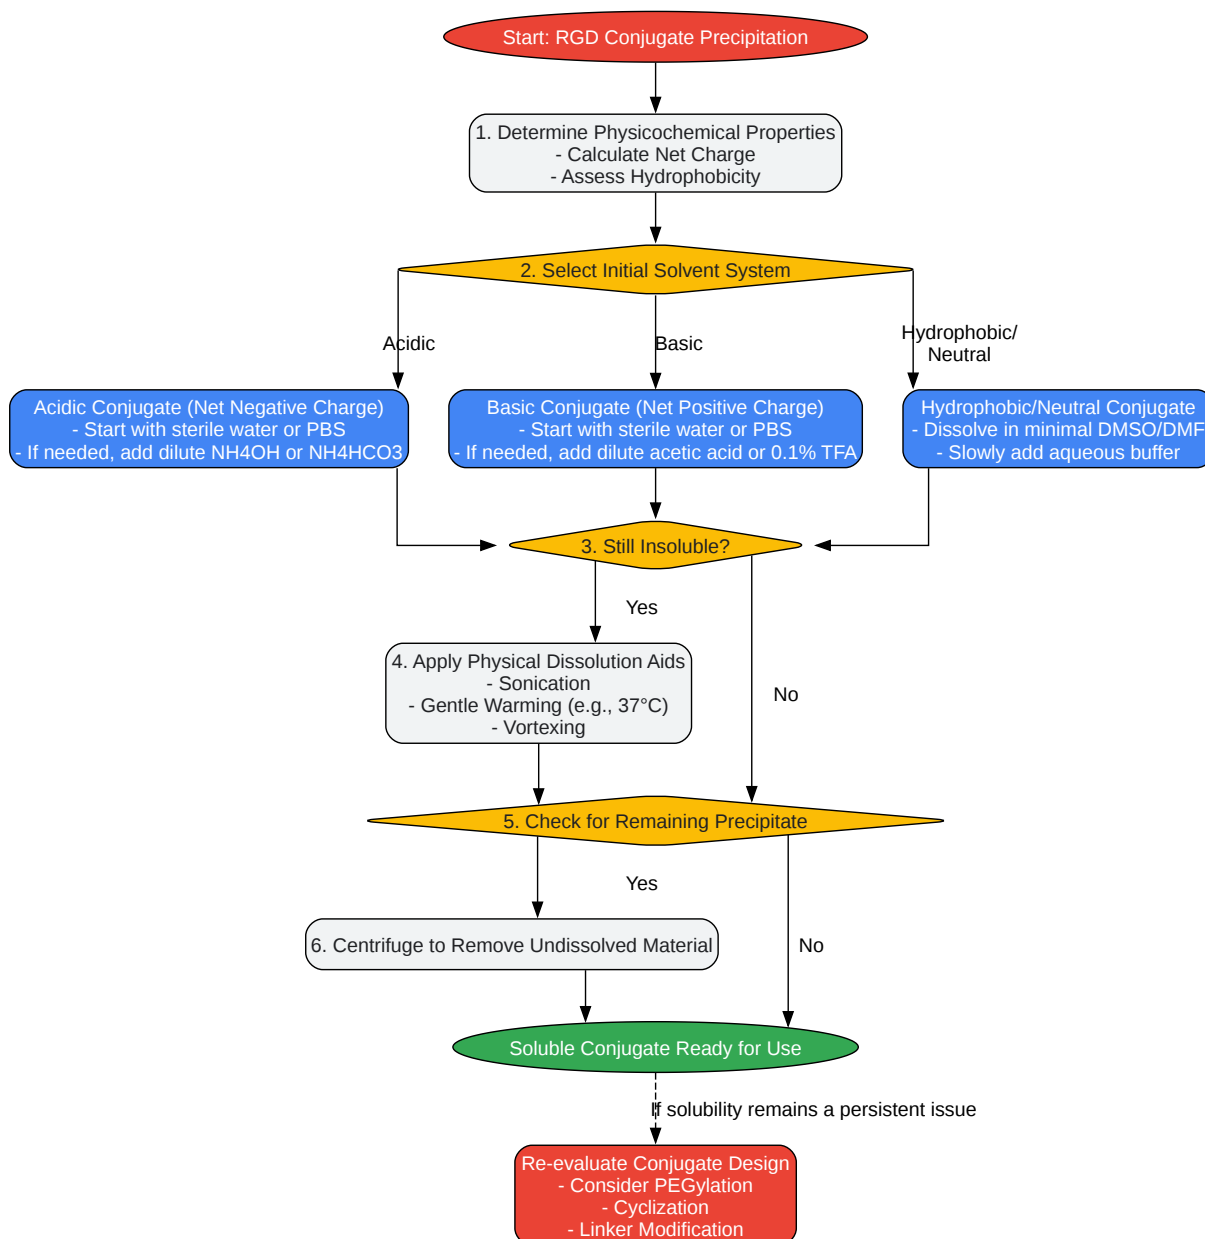 Start: RGD Conjugate Precipitation
1. Determine Physicochemical Properties
- Calculate Net Charge
- Assess Hydrophobicity
2. Select Initial Solvent System
Acidic
Basic
Hydrophobic/
Neutral
Acidic Conjugate (Net Negative Charge)
- Start with sterile water or PBS
- If needed, add dilute NH4OH or NH4HCO3
Basic Conjugate (Net Positive Charge)
- Start with sterile water or PBS
- If needed, add dilute acetic acid or 0.1% TFA
Hydrophobic/Neutral Conjugate
- Dissolve in minimal DMSO/DMF
- Slowly add aqueous buffer
3. Still Insoluble?
Yes
No
4. Apply Physical Dissolution Aids
- Sonication
- Gentle Warming (e.g., 37°C)
- Vortexing
5. Check for Remaining Precipitate
Yes
No
6. Centrifuge to Remove Undissolved Material
Soluble Conjugate Ready for Use
If solubility remains a persistent issue
Re-evaluate Conjugate Design
- Consider PEGylation
- Cyclization
- Linker Modification